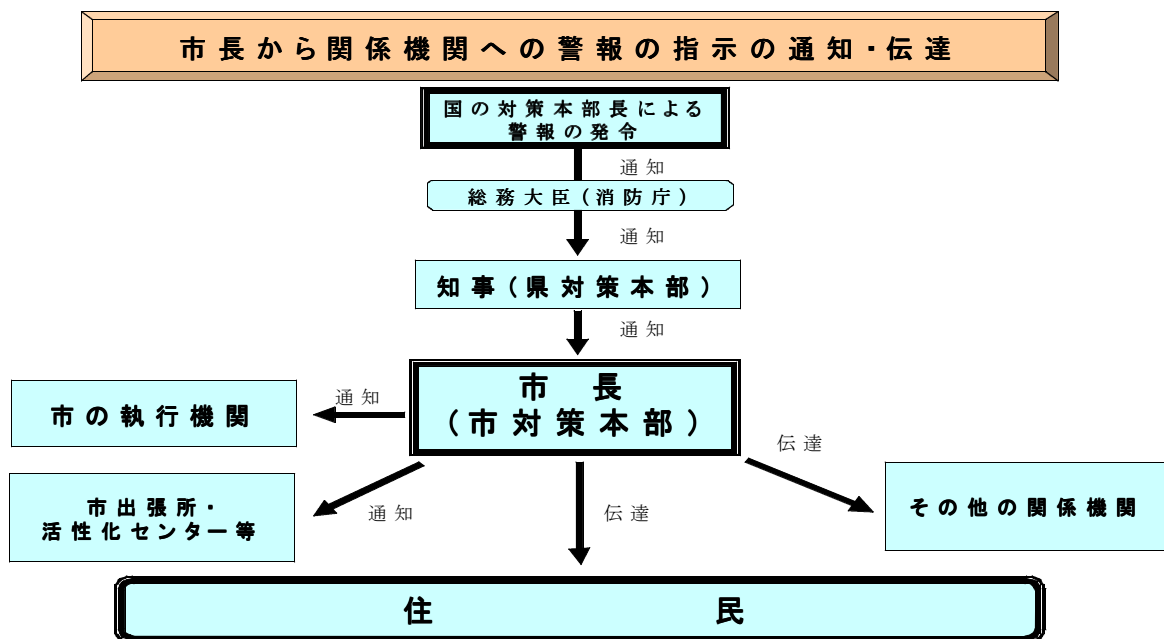 市長から関係機関への警報の指示の通知・伝達
国の対策本部長による
警報の発令
通知
総務大臣(消防庁)
通知
知事(県対策本部)
通知
市長
(市対策本部)
通知
市の執行機関
伝達
市出張所・
活性化センター等
通知
伝達
その他の関係機関
住民